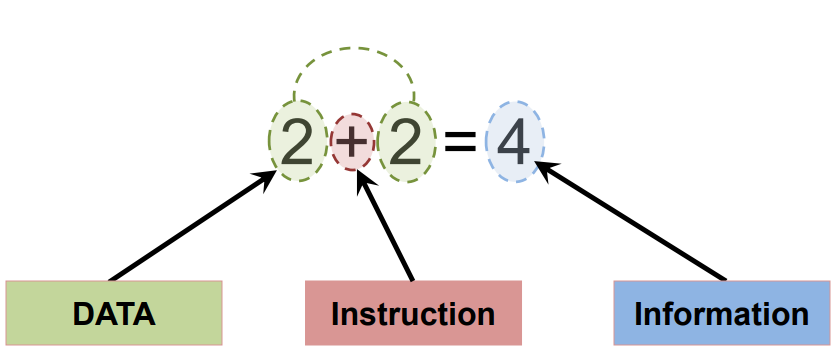 2 + 2 = 4
DATA
Instruction
Information